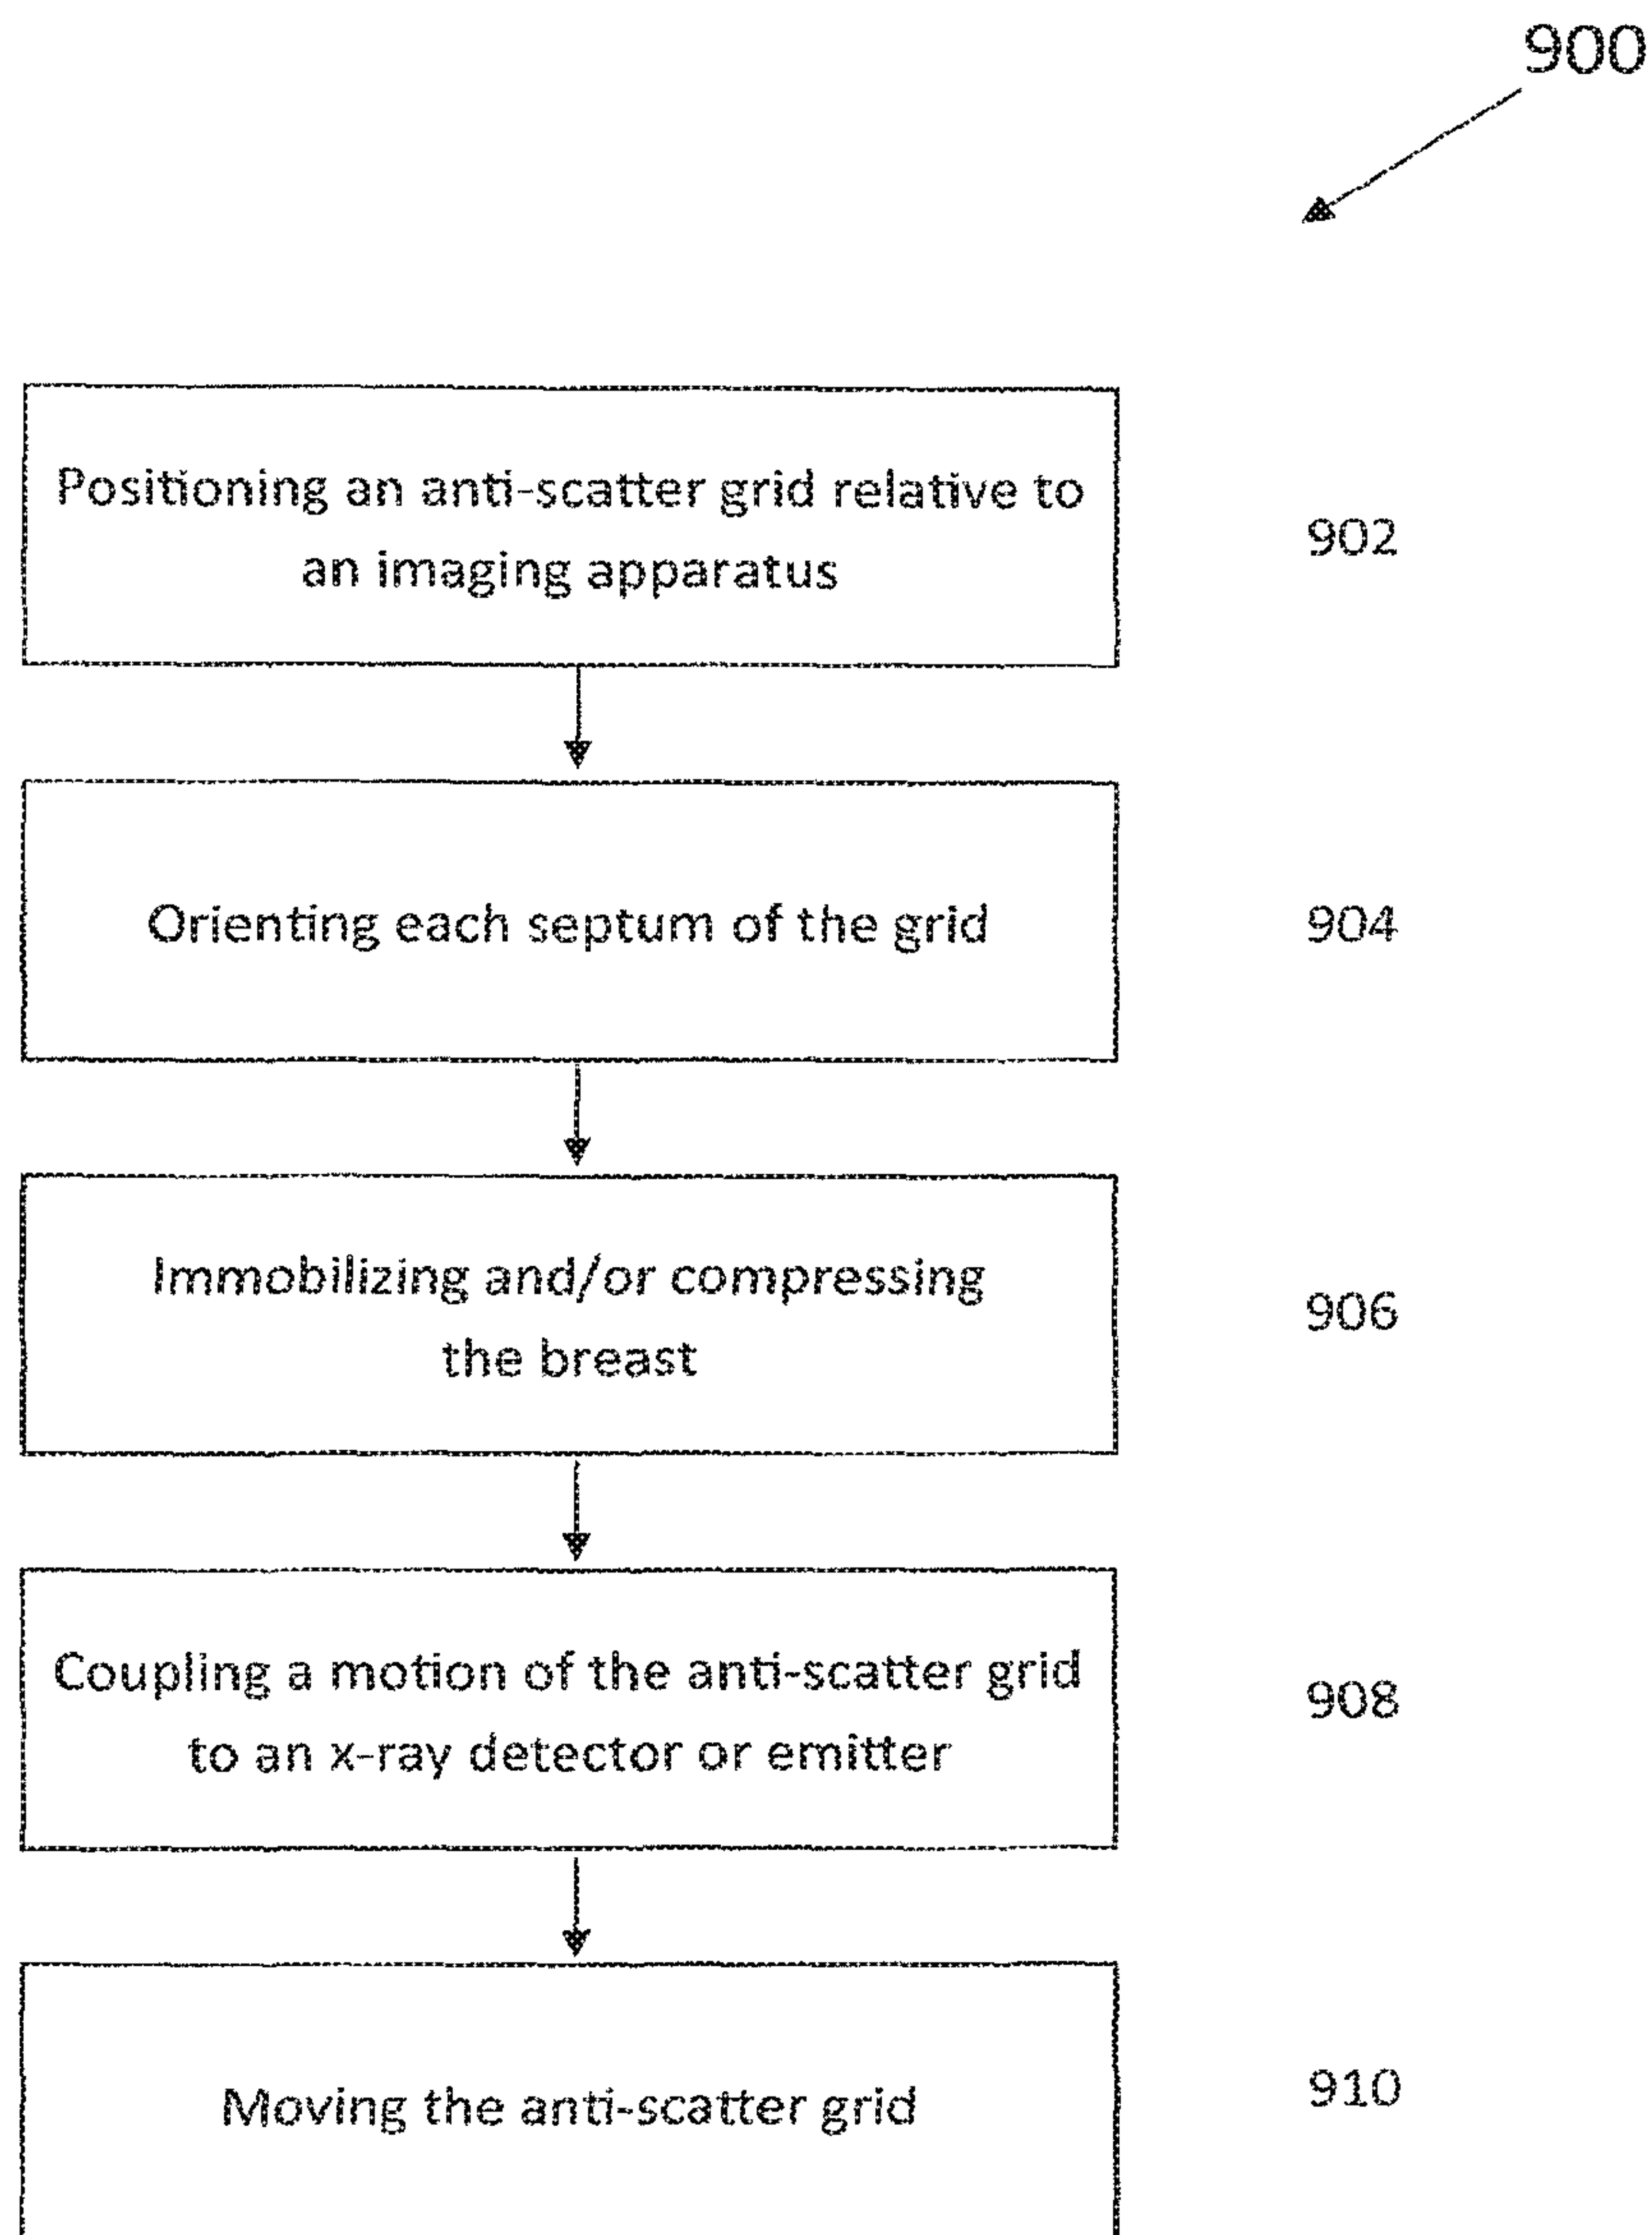 900
Positioning an anti-scatter grid relative to
an imaging apparatus
902
Orienting each septum of the grid
904
Immobilizing and/or compressing
the breast
906
Coupling a motion of the anti-scatter grid
to an x-ray detector or emitter
908
Moving the anti-scatter grid
910